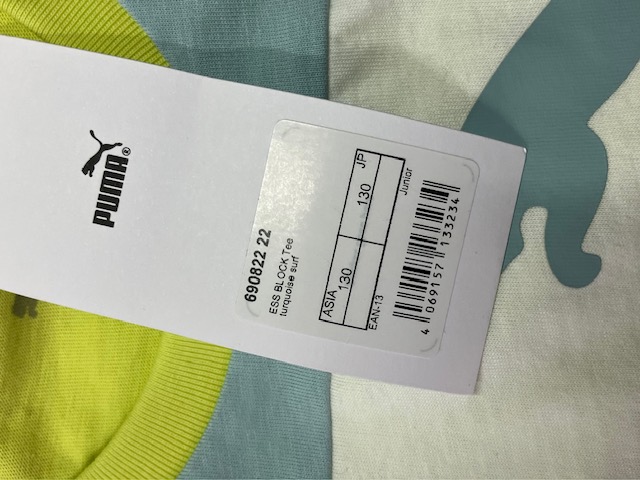 PUMA®
690822 22
ESS BLOCK Tee
turquoise surf
ASIA JP
130 130
EAN-13 Junior
4 069157 133234